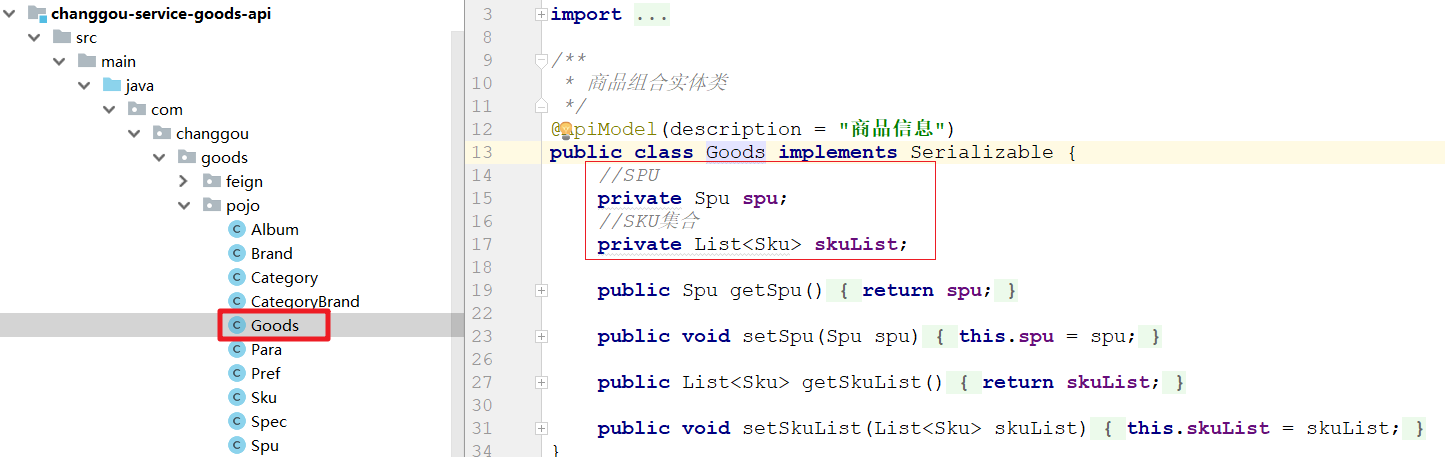 changgou-service-goods-api
src
main
java
com
changgou
goods
feign
pojo
Album
Brand
Category
CategoryBrand
Goods
Para
Pref
Sku
Spec
Spu
3 import ...
8
9 /**
10 * 商品组合实体类
11 */
12 @ApiModel(description = "商品信息")
13 public class Goods implements Serializable {
14 //SPU
15 private Spu spu;
16 //SKU集合
17 private List<Sku> skuList;
18
19 public Spu getSpu() { return spu; }
22
23 public void setSpu(Spu spu) { this.spu = spu; }
26
27 public List<Sku> getSkuList() { return skuList; }
30
31 public void setSkuList(List<Sku> skuList) { this.skuList = skuList; }
34 }